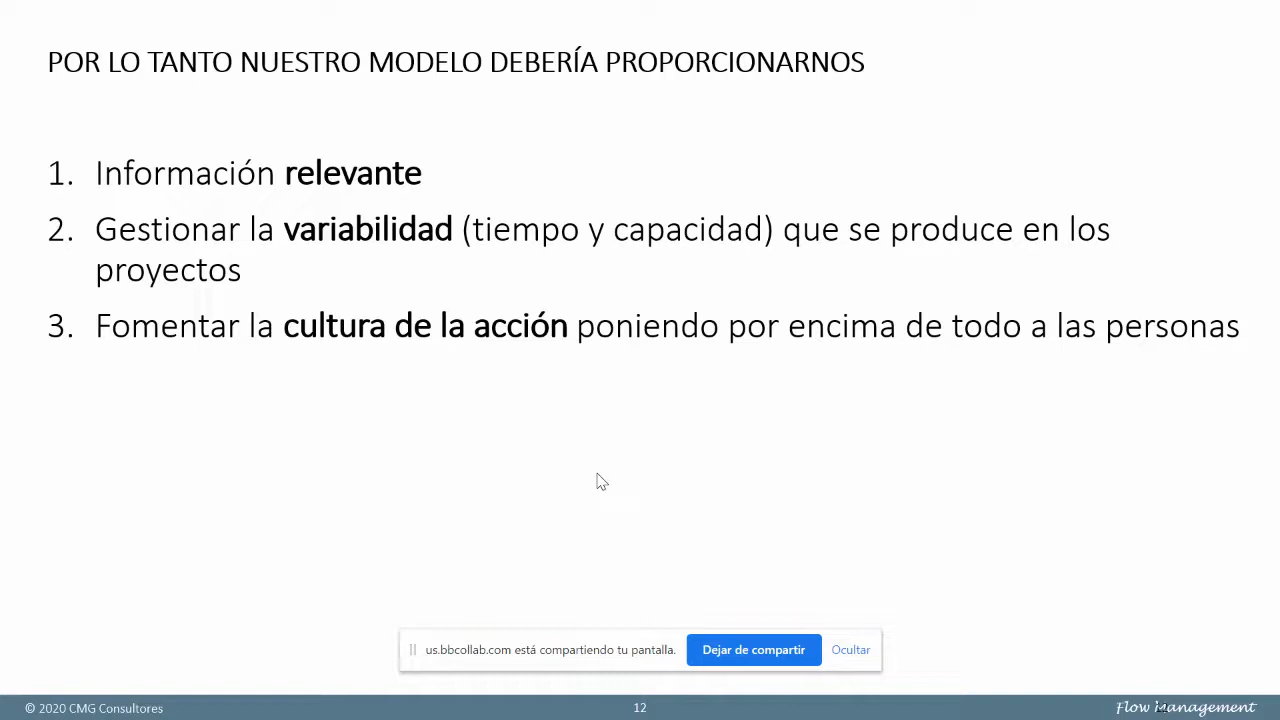 POR LO TANTO NUESTRO MODELO DEBERÍA PROPORCIONARNOS
1. Información relevante
2. Gestionar la variabilidad (tiempo y capacidad) que se produce en los
proyectos
3. Fomentar la cultura de la acción poniendo por encima de todo a las personas
us.bbcollab.com está compartiendo tu pantalla.
Dejar de compartir
Ocultar
© 2020 CMG Consultores
12
Flow Management